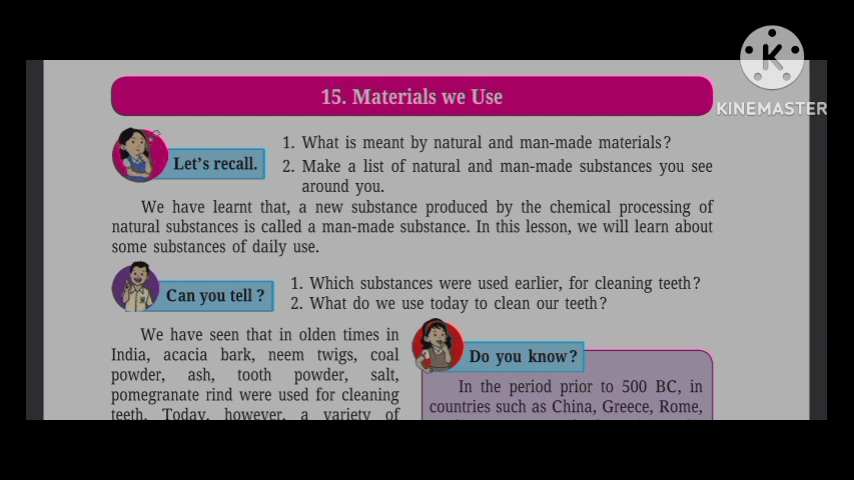 15. Materials we Use
KINEMASTER
Let's recall.
1. What is meant by natural and man-made materials?
2. Make a list of natural and man-made substances you see
around you.
We have learnt that, a new substance produced by the chemical processing of
natural substances is called a man-made substance. In this lesson, we will learn about
some substances of daily use.
Can you tell ?
1. Which substances were used earlier, for cleaning teeth?
2. What do we use today to clean our teeth?
We have seen that in olden times in
India, acacia bark, neem twigs, coal
powder, ash, tooth powder, salt,
pomegranate rind were used for cleaning
teeth. Today, however, a variety of
Do you know?
In the period prior to 500 BC, in
countries such as China, Greece, Rome,